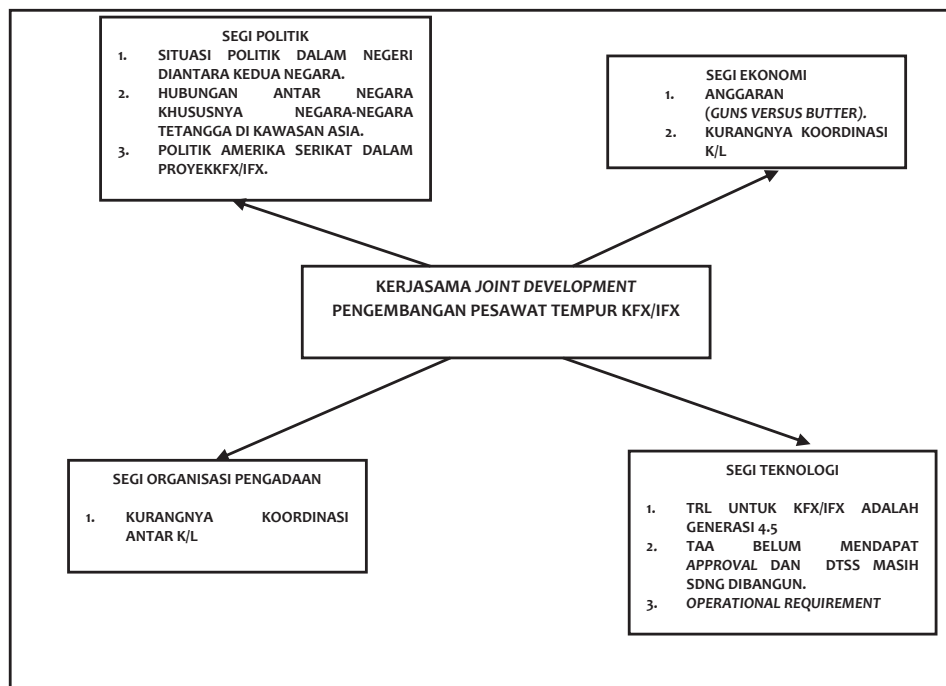 SEGI POLITIK
1. SITUASI POLITIK DALAM NEGERI
DIANTARA KEDUA NEGARA.
2. HUBUNGAN ANTAR NEGARA
KHUSUSNYA NEGARA-NEGARA
TETANGGA DI KAWASAN ASIA.
3. POLITIK AMERIKA SERIKAT DALAM
PROYEKKFX/IFX.
SEGI EKONOMI
1. ANGGARAN
(GUNS VERSUS BUTTER).
2. KURANGNYA KOORDINASI
K/L
KERJASAMA JOINT DEVELOPMENT
PENGEMBANGAN PESAWAT TEMPUR KFX/IFX
SEGI ORGANISASI PENGADAAN
1. KURANGNYA KOORDINASI
ANTAR K/L
SEGI TEKNOLOGI
1. TRL UNTUK KFX/IFX ADALAH
GENERASI 4.5
2. TAA BELUM MENDAPAT
APPROVAL DAN DTSS MASIH
SDNG DIBANGUN.
3. OPERATIONAL REQUIREMENT